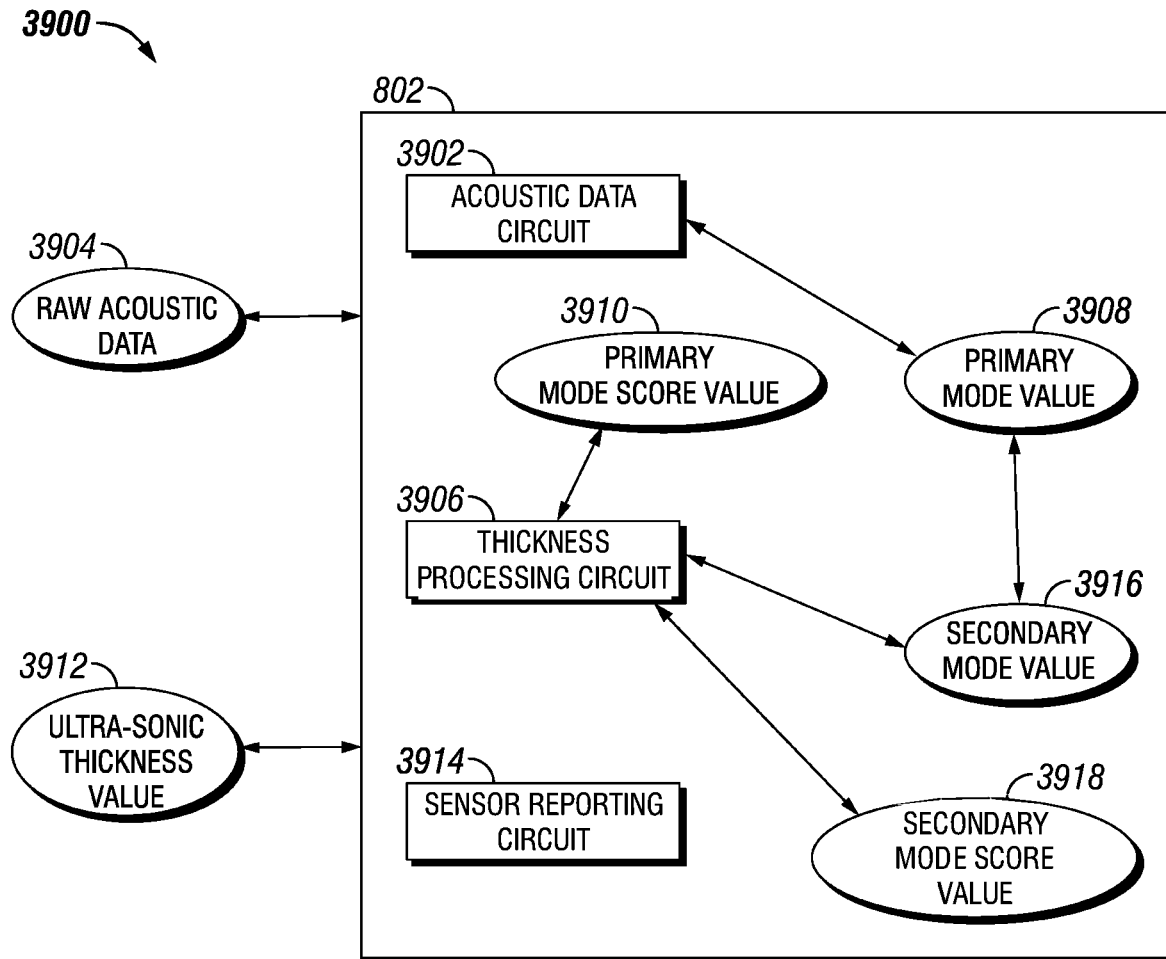 3900
802
3902
ACOUSTIC DATA
CIRCUIT
3904
RAW ACOUSTIC
DATA
3910
PRIMARY
MODE SCORE VALUE
3908
PRIMARY
MODE VALUE
3906
THICKNESS
PROCESSING CIRCUIT
3916
SECONDARY
MODE VALUE
3912
ULTRA-SONIC
THICKNESS
VALUE
3914
SENSOR REPORTING
CIRCUIT
3918
SECONDARY
MODE SCORE
VALUE